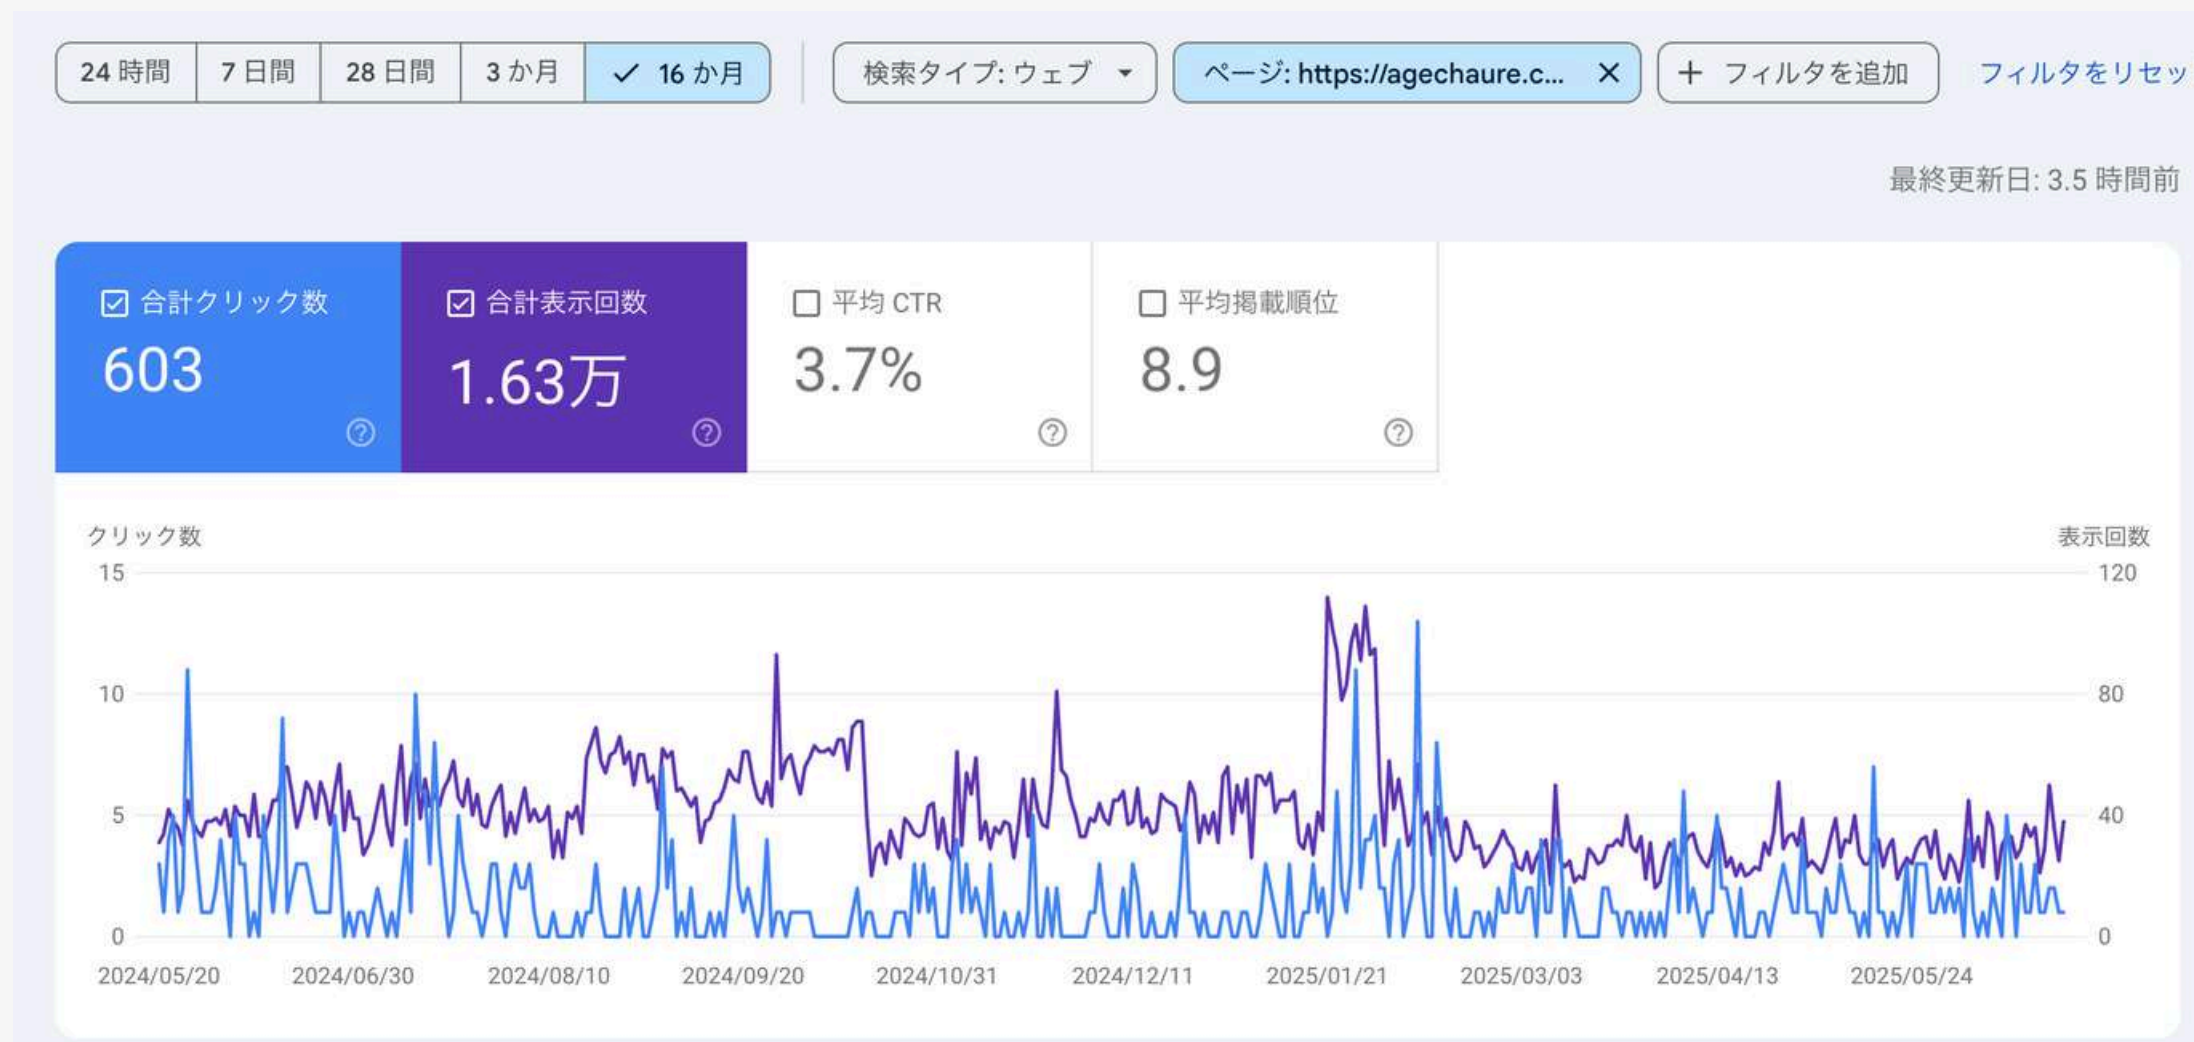 24 時間 7 日間 28 日間 3 か月 16 か月 検索タイプ: ウェブ ページ: https://agechaure.c... フィルタを追加 フィルタをリセッ
最終更新日: 3.5 時間前
合計クリック数 合計表示回数 平均 CTR 平均掲載順位
603 1.63万 3.7% 8.9
クリック数 表示回数
15 120
10 80
5 40
0 0
2024/05/20 2024/06/30 2024/08/10 2024/09/20 2024/10/31 2024/12/11 2025/01/21 2025/03/03 2025/04/13 2025/05/24